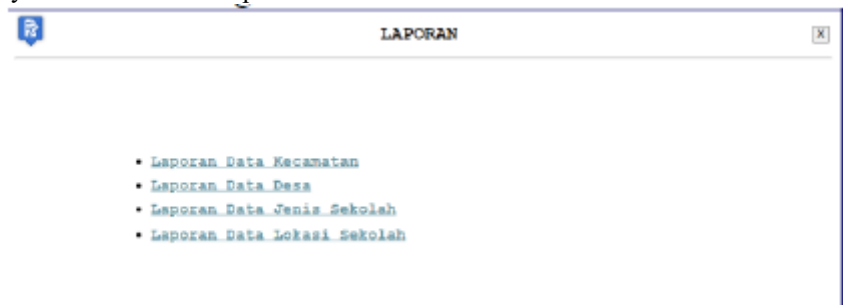 LAPORAN
X
• Laporan Data Kecamatan
• Laporan Data Desa
• Laporan Data Jenis Sekolah
• Laporan Data Lokasi Sekolah